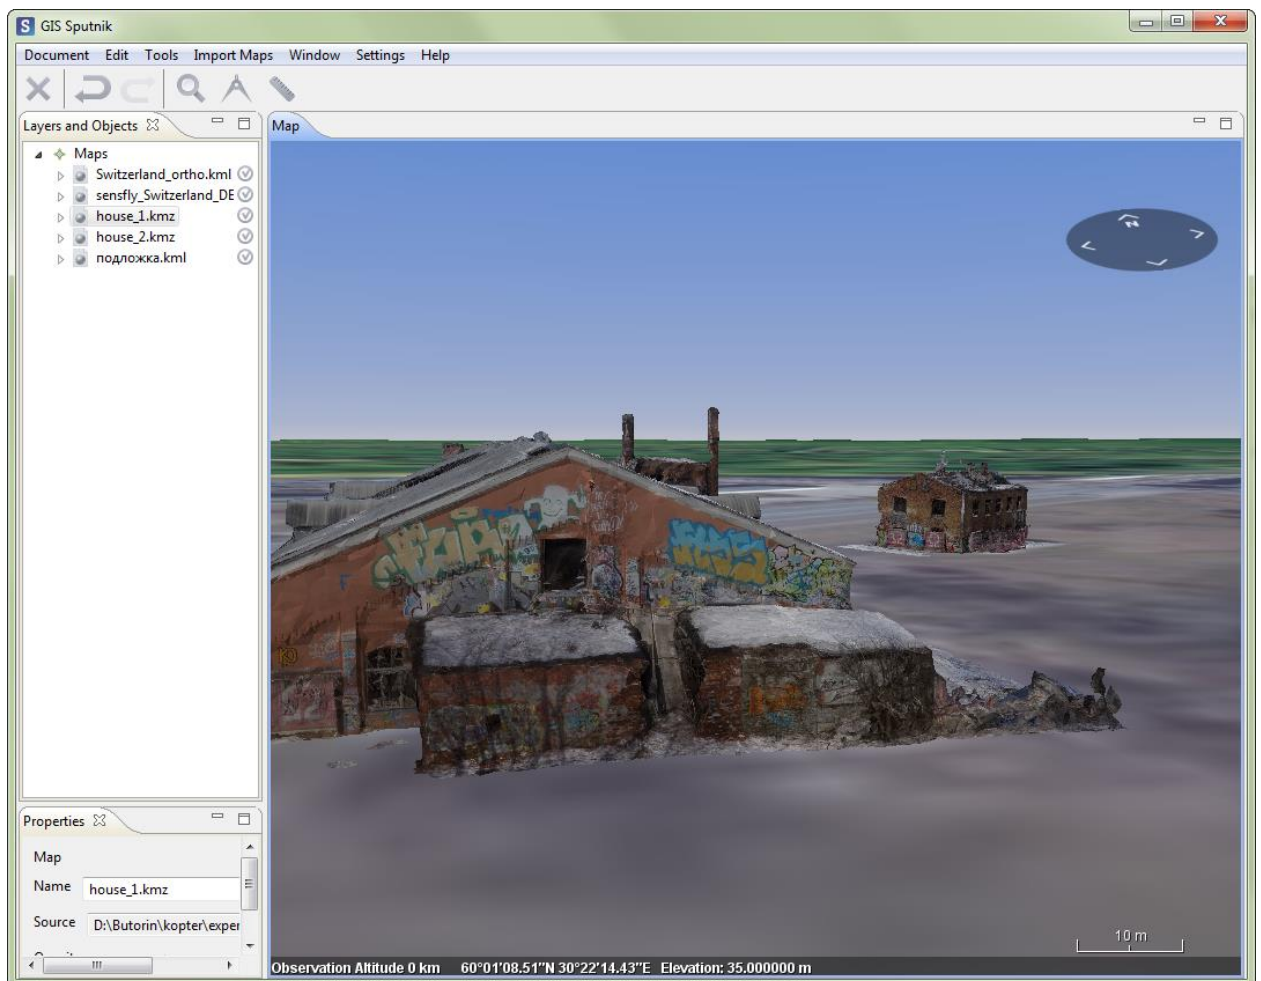 S GIS Sputnik
Document Edit Tools Import Maps Window Settings Help
Layers and Objects
Map
Maps
Switzerland_ortho.kml
sensfly_Switzerland_DE
house_1.kmz
house_2.kmz
подложка.kml
N
Properties
Map
Name house_1.kmz
Source D:\Butorin\kopter\exper
10 m
Observation Altitude 0 km 60°01'08.51"N 30°22'14.43"E Elevation: 35.000000 m